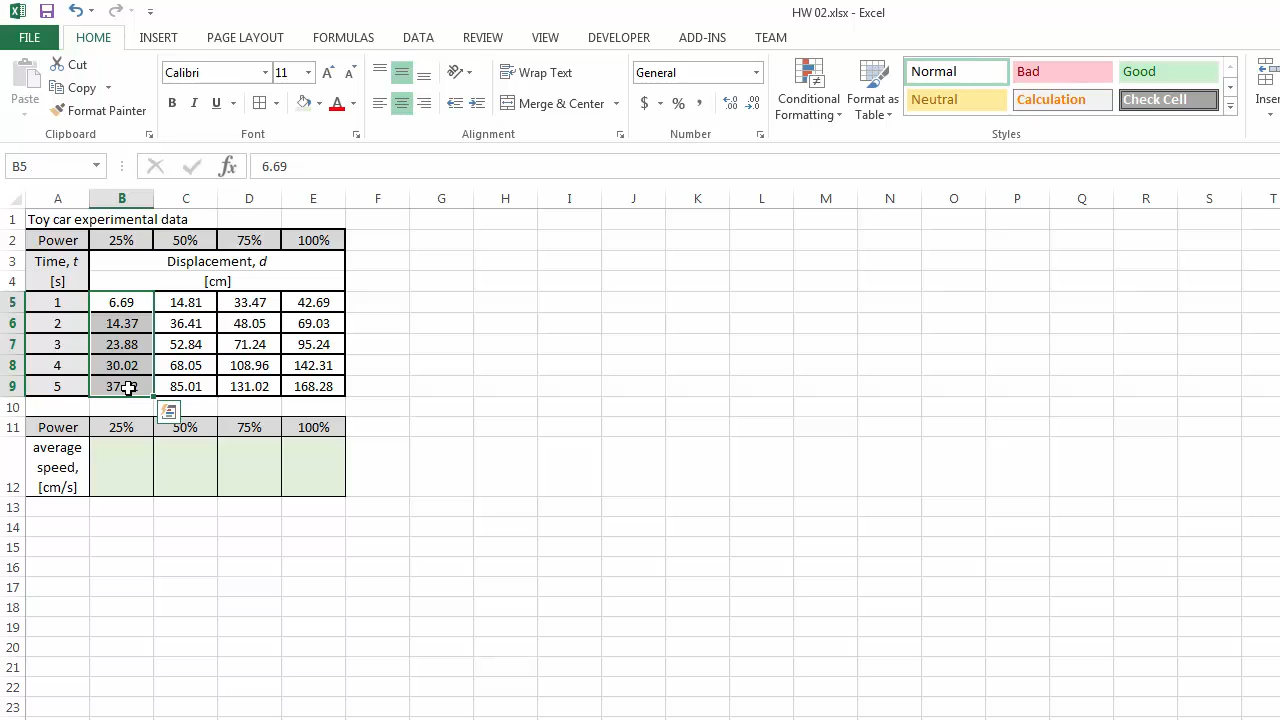 HW 02.xlsx - Excel
FILE HOME INSERT PAGE LAYOUT FORMULAS DATA REVIEW VIEW DEVELOPER ADD-INS TEAM
Paste
Cut
Copy
Format Painter
Clipboard
Calibri 11
B I U
Font
Wrap Text
Merge & Center
Alignment
General
$ % ,
Number
Conditional Formatting
Format as Table
Normal Bad Good
Neutral Calculation Check Cell
Styles
B5 fx 6.69
A B C D E F G H I J K L M N O P Q R S T
1 Toy car experimental data
2 Power 25% 50% 75% 100%
3 Time, t Displacement, d
4 [s] [cm]
5 1 6.69 14.81 33.47 42.69
6 2 14.37 36.41 48.05 69.03
7 3 23.88 52.84 71.24 95.24
8 4 30.02 68.05 108.96 142.31
9 5 85.01 131.02 168.28
10
11 Power 25% 50% 75% 100%
average
speed,
12 [cm/s]
13
14
15
16
17
18
19
20
21
22
23